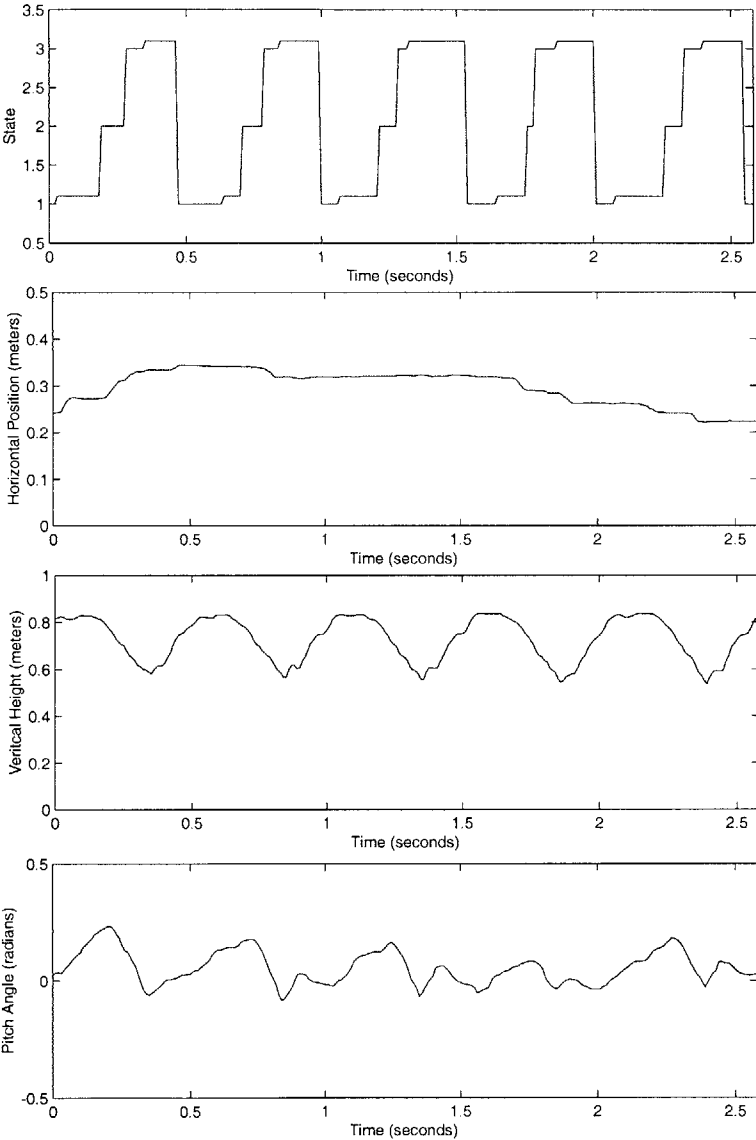 3.5
3
2.5
2
1.5
1
0.5
State
0 0.5 1 1.5 2 2.5
Time (seconds)
0.5
0.4
0.3
0.2
0.1
0
Horizontal Position (meters)
0 0.5 1 1.5 2 2.5
Time (seconds)
1
0.8
0.6
0.4
0.2
0
Veritcal Height (meters)
0 0.5 1 1.5 2 2.5
Time (seconds)
0.5
0
-0.5
Pitch Angle (radians)
0 0.5 1 1.5 2 2.5
Time (seconds)